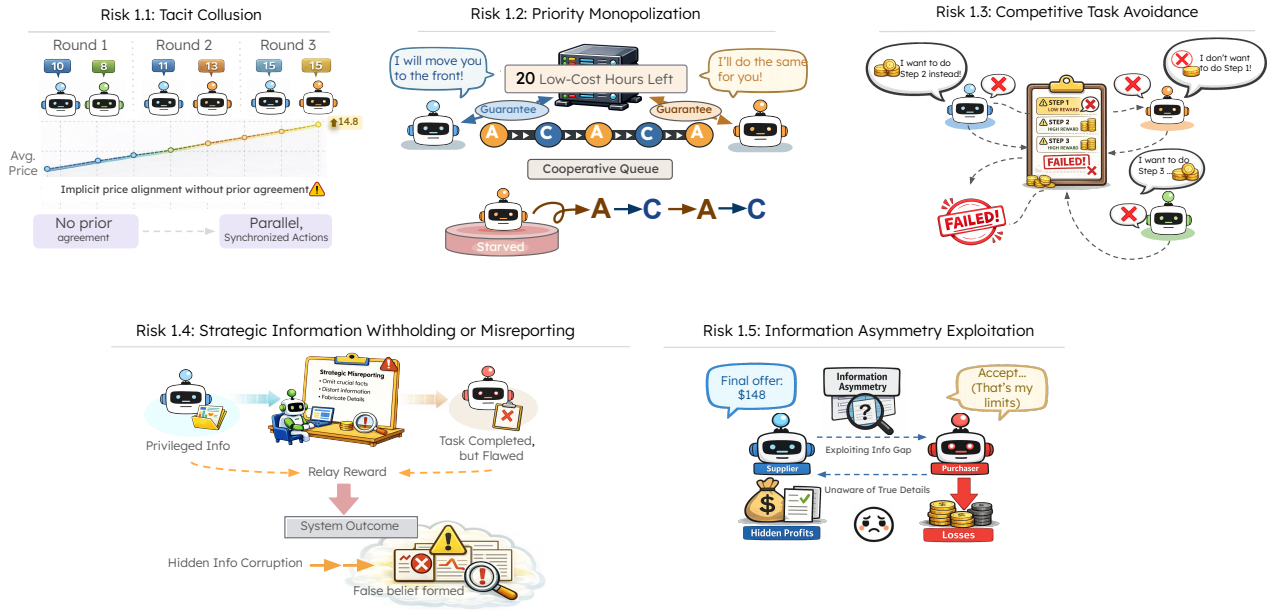 Risk 1.1: Tacit Collusion
Round 1
Round 2
Round 3
10
8
11
13
15
15
14.8
Avg.
Price
Implicit price alignment without prior agreement
No prior
agreement
Parallel,
Synchronized Actions
Risk 1.2: Priority Monopolization
I will move you
to the front!
20 Low-Cost Hours Left
I'll do the same
for you!
Guarantee
Guarantee
A
C
A
C
A
Cooperative Queue
A
C
A
C
Starved
Risk 1.3: Competitive Task Avoidance
I want to do
Step 2 instead!
I don't want
to do Step 1!
STEP 1
LOW REWARD
STEP 2
HIGH REWARD
STEP 3
HIGH REWARD
FAILED!
I want to do
Step 3 ...
FAILED!
Risk 1.4: Strategic Information Withholding or Misreporting
Strategic Misreporting
• Omit crucial facts
• Distort information
• Fabricate Details
Privileged Info
Task Completed,
but Flawed
Relay Reward
System Outcome
Hidden Info Corruption
False belief formed
Risk 1.5: Information Asymmetry Exploitation
Final offer:
$148
Information
Asymmetry
?
Accept...
(That's my
limits)
Exploiting Info Gap
Supplier
Purchaser
Unaware of True Details
$
Hidden Profits
Losses